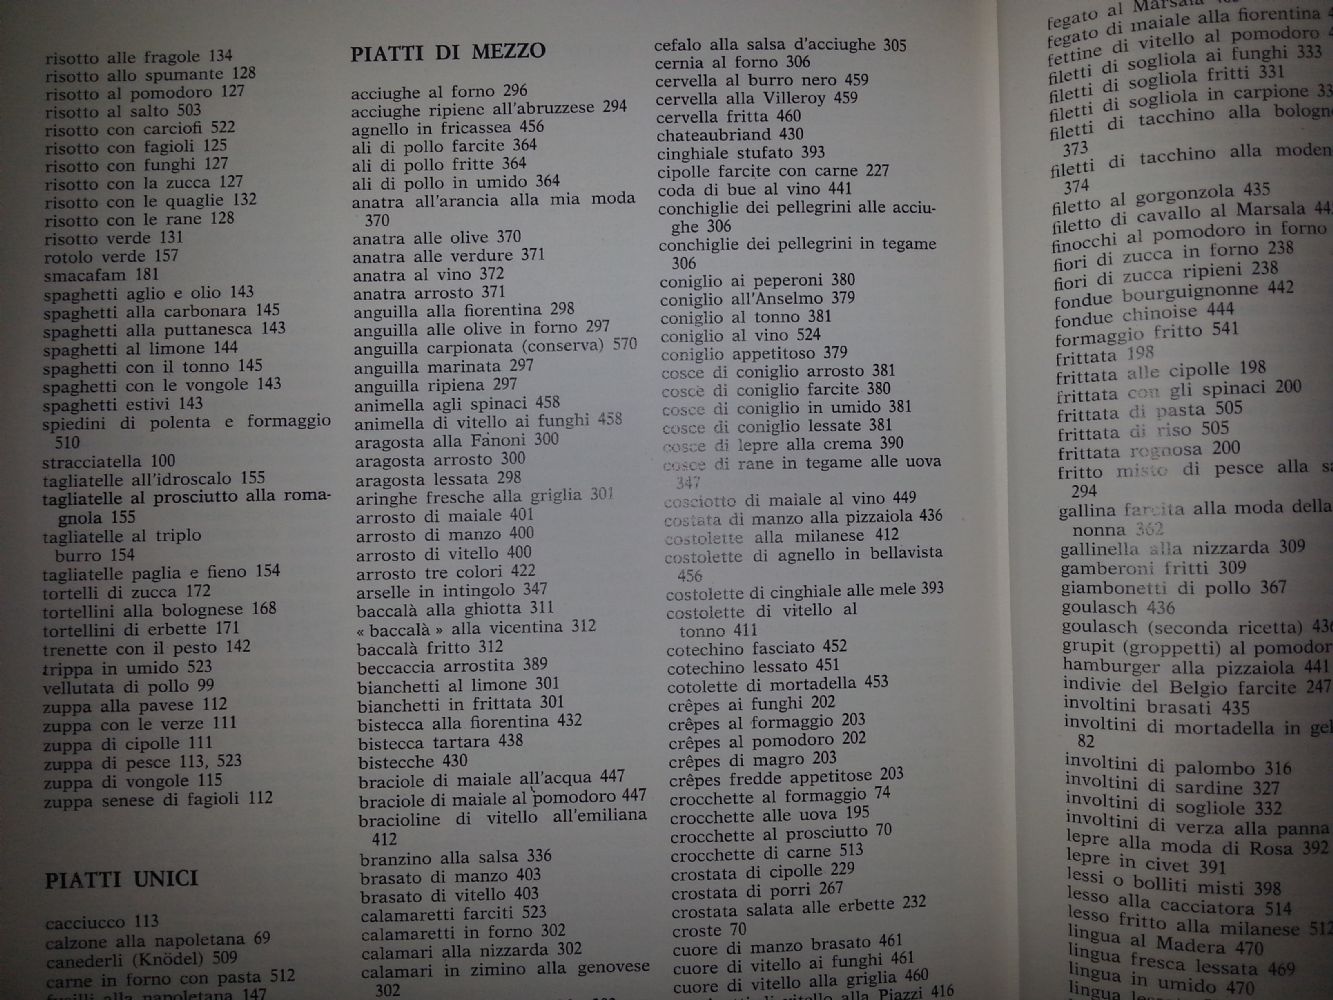 risotto alle fragole 134
risotto allo spumante 128
risotto al pomodoro 127
risotto al salto 503
risotto con carciofi 522
risotto con fagioli 125
risotto con funghi 127
risotto con la zucca 127
risotto con le quaglie 132
risotto con le rane 128
risotto verde 131
rotolo verde 157
smacafam 181
spaghetti aglio e olio 143
spaghetti alla carbonara 145
spaghetti alla puttanesca 143
spaghetti al limone 144
spaghetti con il tonno 145
spaghetti con le vongole 143
spaghetti estivi 143
spiedini di polenta e formaggio
510
stracciatella 100
tagliatelle all'idroscalo 155
tagliatelle al prosciutto alla roma-
gnola 155
tagliatelle al triplo
burro 154
tagliatelle paglia e fieno 154
tortelli di zucca 172
tortellini alla bolognese 168
tortellini di erbette 171
trenette con il pesto 142
trippa in umido 523
vellutata di pollo 99
zuppa alla pavese 112
zuppa con le verze 111
zuppa di cipolle 111
zuppa di pesce 113, 523
zuppa di vongole 115
zuppa senese di fagioli 112
PIATTI UNICI
cacciucco 113
calzone alla napoletana 69
canederli (Knödel) 509
carne in forno con pasta 512
fusilli alla napoletana 147
PIATTI DI MEZZO
acciughe al forno 296
acciughe ripiene all'abruzzese 294
agnello in fricassea 456
ali di pollo farcite 364
ali di pollo fritte 364
ali di pollo in umido 364
anatra all'arancia alla mia moda
370
anatra alle olive 370
anatra alle verdure 371
anatra al vino 372
anatra arrosto 371
anguilla alla fiorentina 298
anguilla alle olive in forno 297
anguilla carpionata (conserva) 570
anguilla marinata 297
anguilla ripiena 297
animella agli spinaci 458
animella di vitello ai funghi 458
aragosta alla Fanoni 300
aragosta arrosto 300
aragosta lessata 298
aringhe fresche alla griglia 301
arrosto di maiale 401
arrosto di manzo 400
arrosto di vitello 400
arrosto tre colori 422
arselle in intingolo 347
baccalà alla ghiotta 311
« baccalà » alla vicentina 312
baccalà fritto 312
beccaccia arrostita 389
bianchetti al limone 301
bianchetti in frittata 301
bistecca alla fiorentina 432
bistecca tartara 438
bistecche 430
braciole di maiale all'acqua 447
braciole di maiale al pomodoro 447
bracioline di vitello all'emiliana
412
branzino alla salsa 336
brasato di manzo 403
brasato di vitello 403
calamaretti farciti 523
calamaretti in forno 302
calamari alla nizzarda 302
calamari in zimino alla genovese
302
cefalo alla salsa d'acciughe 305
cernia al forno 306
cervella al burro nero 459
cervella alla Villeroy 459
cervella fritta 460
chateaubriand 430
cinghiale stufato 393
cipolle farcite con carne 227
coda di bue al vino 441
conchiglie dei pellegrini alle acciu-
ghe 306
conchiglie dei pellegrini in tegame
306
coniglio ai peperoni 380
coniglio all'Anselmo 379
coniglio al tonno 381
coniglio al vino 524
coniglio appetitoso 379
cosce di coniglio arrosto 381
cosce di coniglio farcite 380
cosce di coniglio in umido 381
cosce di coniglio lessate 381
cosce di lepre alla crema 390
cosce di rane in tegame alle uova
347
cosciotto di maiale al vino 449
costata di manzo alla pizzaiola 436
costolette alla milanese 412
costolette di agnello in bellavista
456
costolette di cinghiale alle mele 393
costolette di vitello al
tonno 411
cotechino fasciato 452
cotechino lessato 451
cotolette di mortadella 453
crêpes ai funghi 202
crêpes al formaggio 203
crêpes al pomodoro 202
crêpes di magro 203
crêpes fredde appetitose 203
crocchette al formaggio 74
crocchette alle uova 195
crocchette al prosciutto 70
crocchette di carne 513
crostata di cipolle 229
crostata di porri 267
crostata salata alle erbette 232
croste 70
cuore di manzo brasato 461
cuore di vitello ai funghi 461
cuore di vitello alla griglia 460
di vitello alla Piazzi 416
fegato al Marsala
fegato di maiale alla fiorentina
fettine di vitello al pomodoro
filetti di sogliola ai funghi 333
filetti di sogliola fritti 331
filetti di sogliola in carpione
filetti di tacchino alla bologn
373
filetti di tacchino alla moden
374
filetto al gorgonzola 435
filetto di cavallo al Marsala
finocchi al pomodoro in forno
fiori di zucca in forno 238
fiori di zucca ripieni 238
fondue bourguignonne 442
fondue chinoise 444
formaggio fritto 541
frittata 198
frittata alle cipolle 198
frittata con gli spinaci 200
frittata di pasta 505
frittata di riso 505
frittata rognosa 200
fritto misto di pesce alla
294
gallina farcita alla moda della
nonna 362
gallinella alla nizzarda 309
gamberoni fritti 309
giambonetti di pollo 367
goulasch 436
goulasch (seconda ricetta) 436
grupit (groppetti) al pomodor
hamburger alla pizzaiola 441
indivie del Belgio farcite 247
involtini brasati 435
involtini di mortadella in gel
82
involtini di palombo 316
involtini di sardine 327
involtini di sogliole 332
involtini di verza alla panna
lepre alla moda di Rosa 392
lepre in civet 391
lessi o bolliti misti 398
lesso alla cacciatora 514
lesso fritto alla milanese 512
lingua al Madera 470
lingua fresca lessata 469
lingua in umido 470
lingua